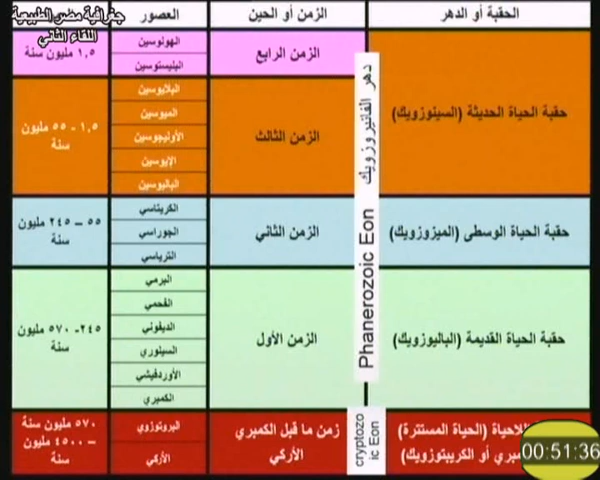 جغرافية مصر الطبيعية
اللقاء الثاني
الحقبة أو الدهر
الزمن أو الحين
العصور
حقبة الحياة الحديثة (السينوزويك)
دهر الفانيروزويك
Phanerozoic Eon
الزمن الرابع
الهولوسين
البليستوسين
١,٥ مليون سنة
الزمن الثالث
البلايوسين
الميوسين
الأوليجوسين
الإيوسين
الباليوسين
١,٥ - ٥٥ مليون
سنة
حقبة الحياة الوسطى (الميزوزويك)
الزمن الثاني
الكريتاسي
الجوراسي
الترياسي
٥٥ – ٢٤٥ مليون
سنة
حقبة الحياة القديمة (الباليوزويك)
الزمن الأول
البرمي
الفحمي
الديفوني
السيلوري
الأوردفيشي
الكمبري
٢٤٥- ٥٧٠ مليون
سنة
اللاحياة (الحياة المستترة)
أو الكريبتوزويك)
cryptozo
ic Eon
زمن ما قبل الكمبري
الأركي
البروتوزوي
الأركي
٥٧٠ مليون سنة
– ٤٥٠٠ مليون
سنة
00:51:36